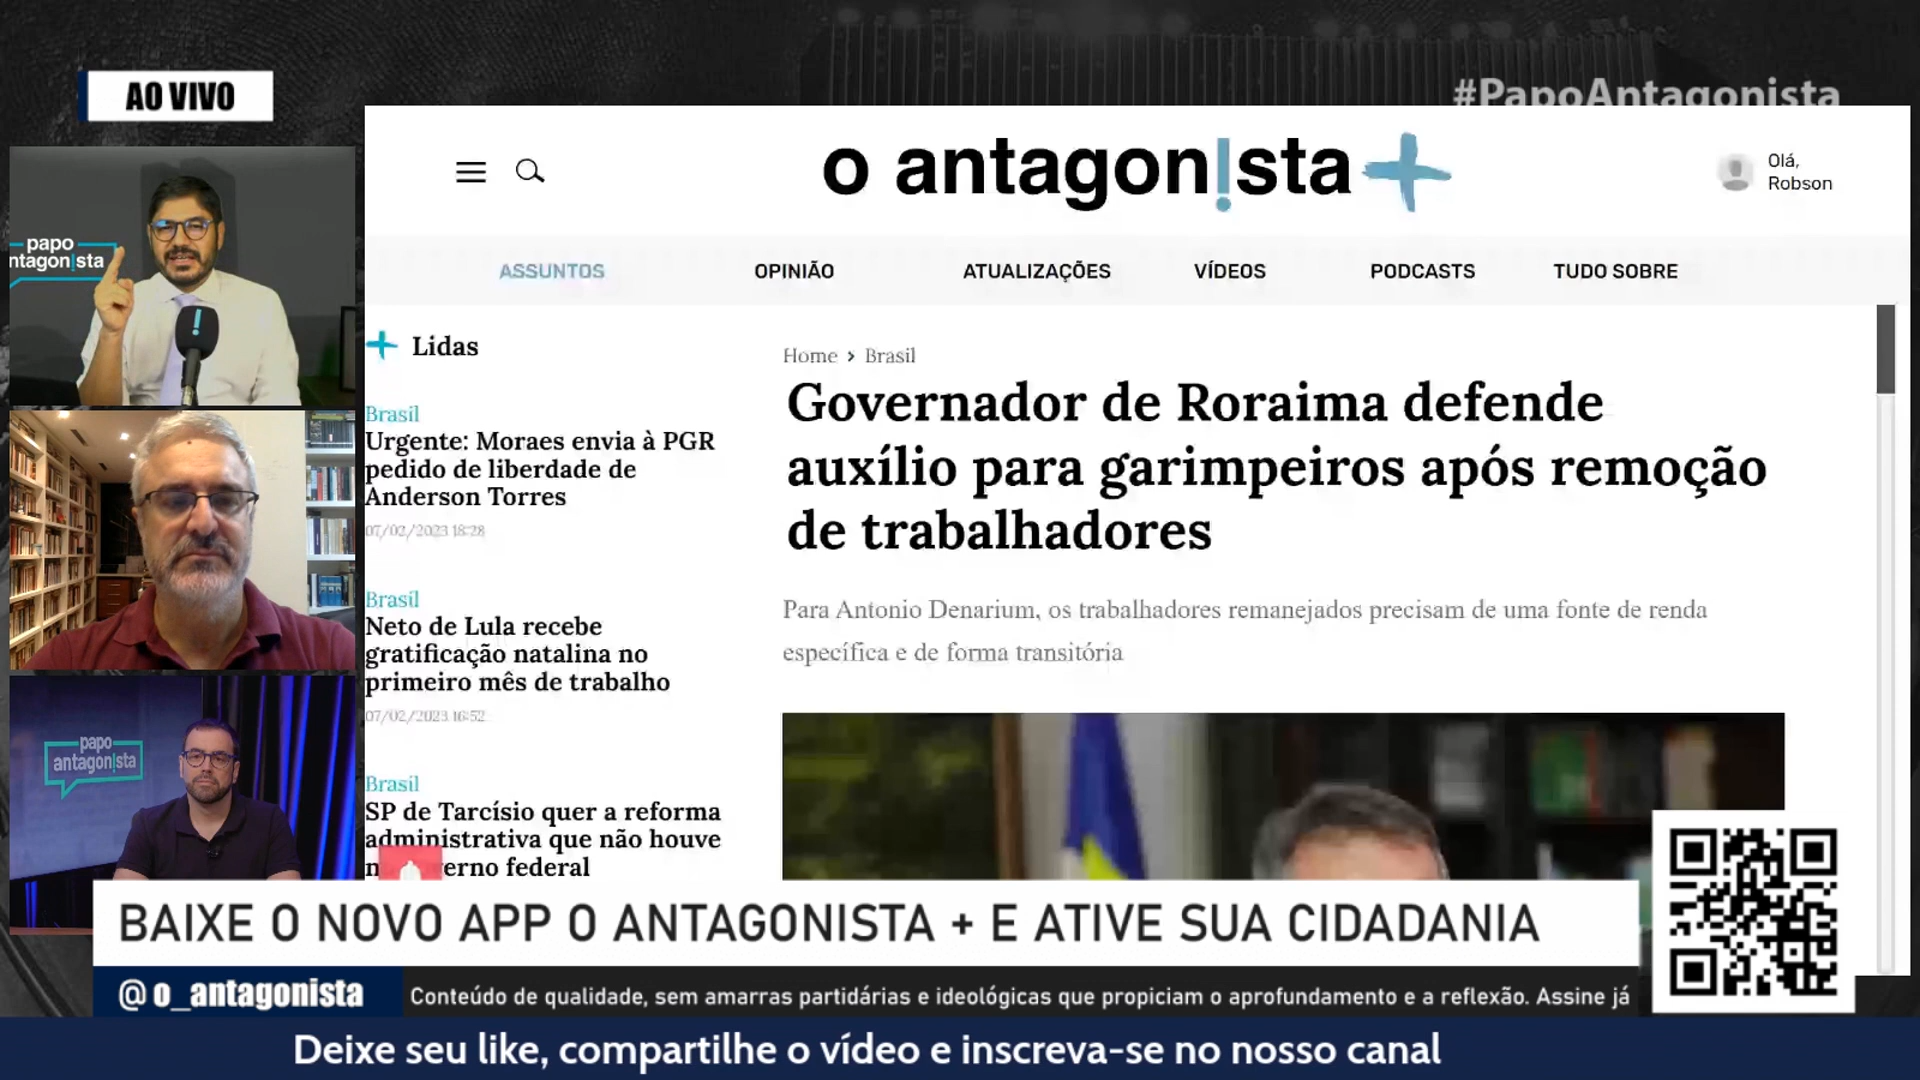 AO VIVO
#PapoAntagonista
papo
ntagon!sta
papo
antagon!sta
o antagon!sta+
Olá,
Robson
ASSUNTOS
OPINIÃO
ATUALIZAÇÕES
VÍDEOS
PODCASTS
TUDO SOBRE
+ Lidas
Brasil
Urgente: Moraes envia à PGR
pedido de liberdade de
Anderson Torres
07/02/2023 18:28
Brasil
Neto de Lula recebe
gratificação natalina no
primeiro mês de trabalho
07/02/2023 16:52
Brasil
SP de Tarcísio quer a reforma
administrativa que não houve
federal
Home > Brasil
Governador de Roraima defende
auxílio para garimpeiros após remoção
de trabalhadores
Para Antonio Denarium, os trabalhadores remanejados precisam de uma fonte de renda
específica e de forma transitória
BAIXE O NOVO APP O ANTAGONISTA + E ATIVE SUA CIDADANIA
@o_antagonista
Conteúdo de qualidade, sem amarras partidárias e ideológicas que propiciam o aprofundamento e a reflexão. Assine já
Deixe seu like, compartilhe o vídeo e inscreva-se no nosso canal